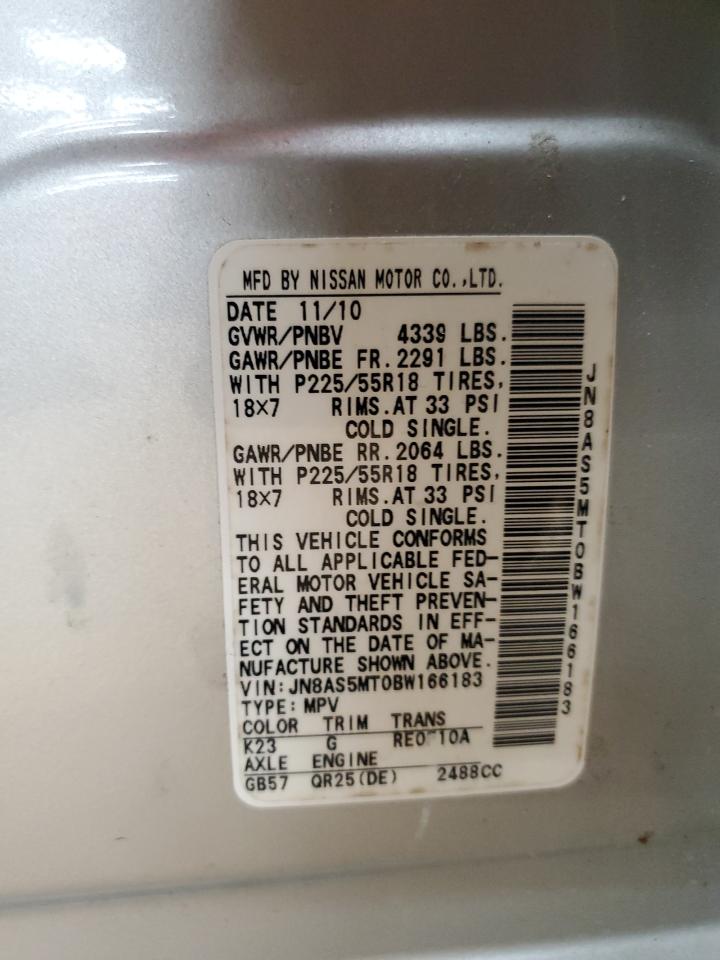 MFD BY NISSAN MOTOR CO.,LTD.
DATE 11/10
GVWR/PNBV 4339 LBS.
GAWR/PNBE FR.2291 LBS.
WITH P225/55R18 TIRES,
18×7 RIMS.AT 33 PSI
COLD SINGLE.
GAWR/PNBE RR.2064 LBS.
WITH P225/55R18 TIRES,
18×7 RIMS.AT 33 PSI
COLD SINGLE.
THIS VEHICLE CONFORMS
TO ALL APPLICABLE FED-
ERAL MOTOR VEHICLE SA-
FETY AND THEFT PREVEN-
TION STANDARDS IN EFF-
ECT ON THE DATE OF MA-
NUFACTURE SHOWN ABOVE.
VIN:JN8AS5MT0BW166183
TYPE:MPV
COLOR TRIM TRANS
K23 G
AXLE ENGINE
GB57 QR25(DE) 2488CC
JN8AS5MT0BW166183